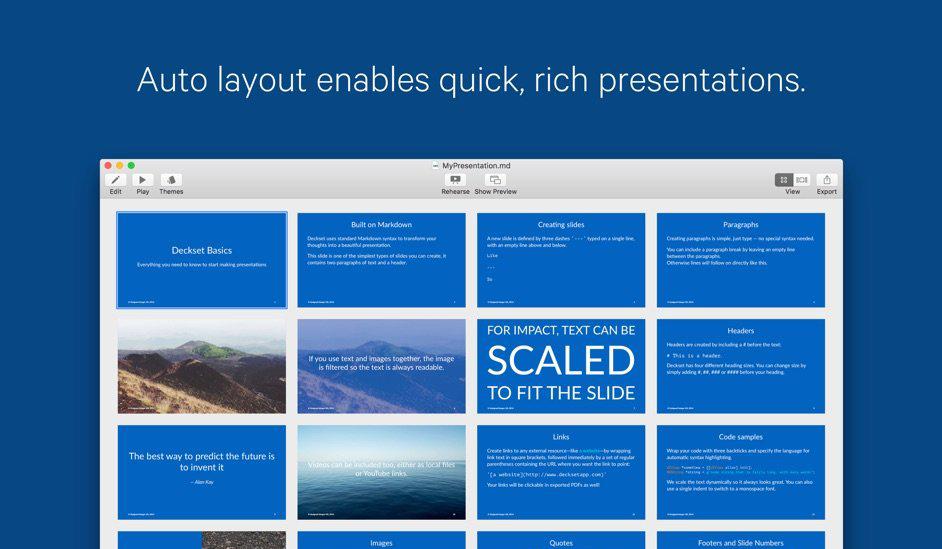 Auto layout enables quick, rich presentations.
MyPresentation.md
Edit Play Themes
Rehearse Show Preview
View Export
Deckset Basics
Everything you need to know to start making presentations
Built on Markdown
Deckset uses standard Markdown syntax to transform your
thoughts into a beautiful presentation.
This slide is one of the simplest types of slides you can create, it
contains two paragraphs of text and a header.
Creating slides
A new slide is defined by three dashes '---' typed on a single line,
with an empty line above and below.
Like
---
So
Paragraphs
Creating paragraphs is simple, just type — no special syntax needed.
You can include a paragraph break by leaving an empty line
between the paragraphs.
Otherwise lines will follow on directly like this.
If you use text and images together, the image
is filtered so the text is always readable.
FOR IMPACT, TEXT CAN BE
SCALED
TO FIT THE SLIDE
Headers
Headers are created by including a # before the text:
# This is a header.
Deckset has four different heading sizes. You can change size by
simply adding #, ##, ### or #### before your heading.
The best way to predict the future is
to invent it
— Alan Kay
Videos can be included too, either as local files
or YouTube links.
Links
Create links to any external resource—like a website—by wrapping
link text in square brackets, followed immediately by a set of regular
parentheses containing the URL where you want the link to point:
'[a website](http://www.decksetapp.com)'
Your links will be clickable in exported PDFs as well!
Code samples
Wrap your code with three backticks and specify the language for
automatic syntax highlighting.
We scale the text dynamically so it always looks great. You can also
use a single indent to switch to a monospace font.
Images
Quotes
Footers and Slide Numbers